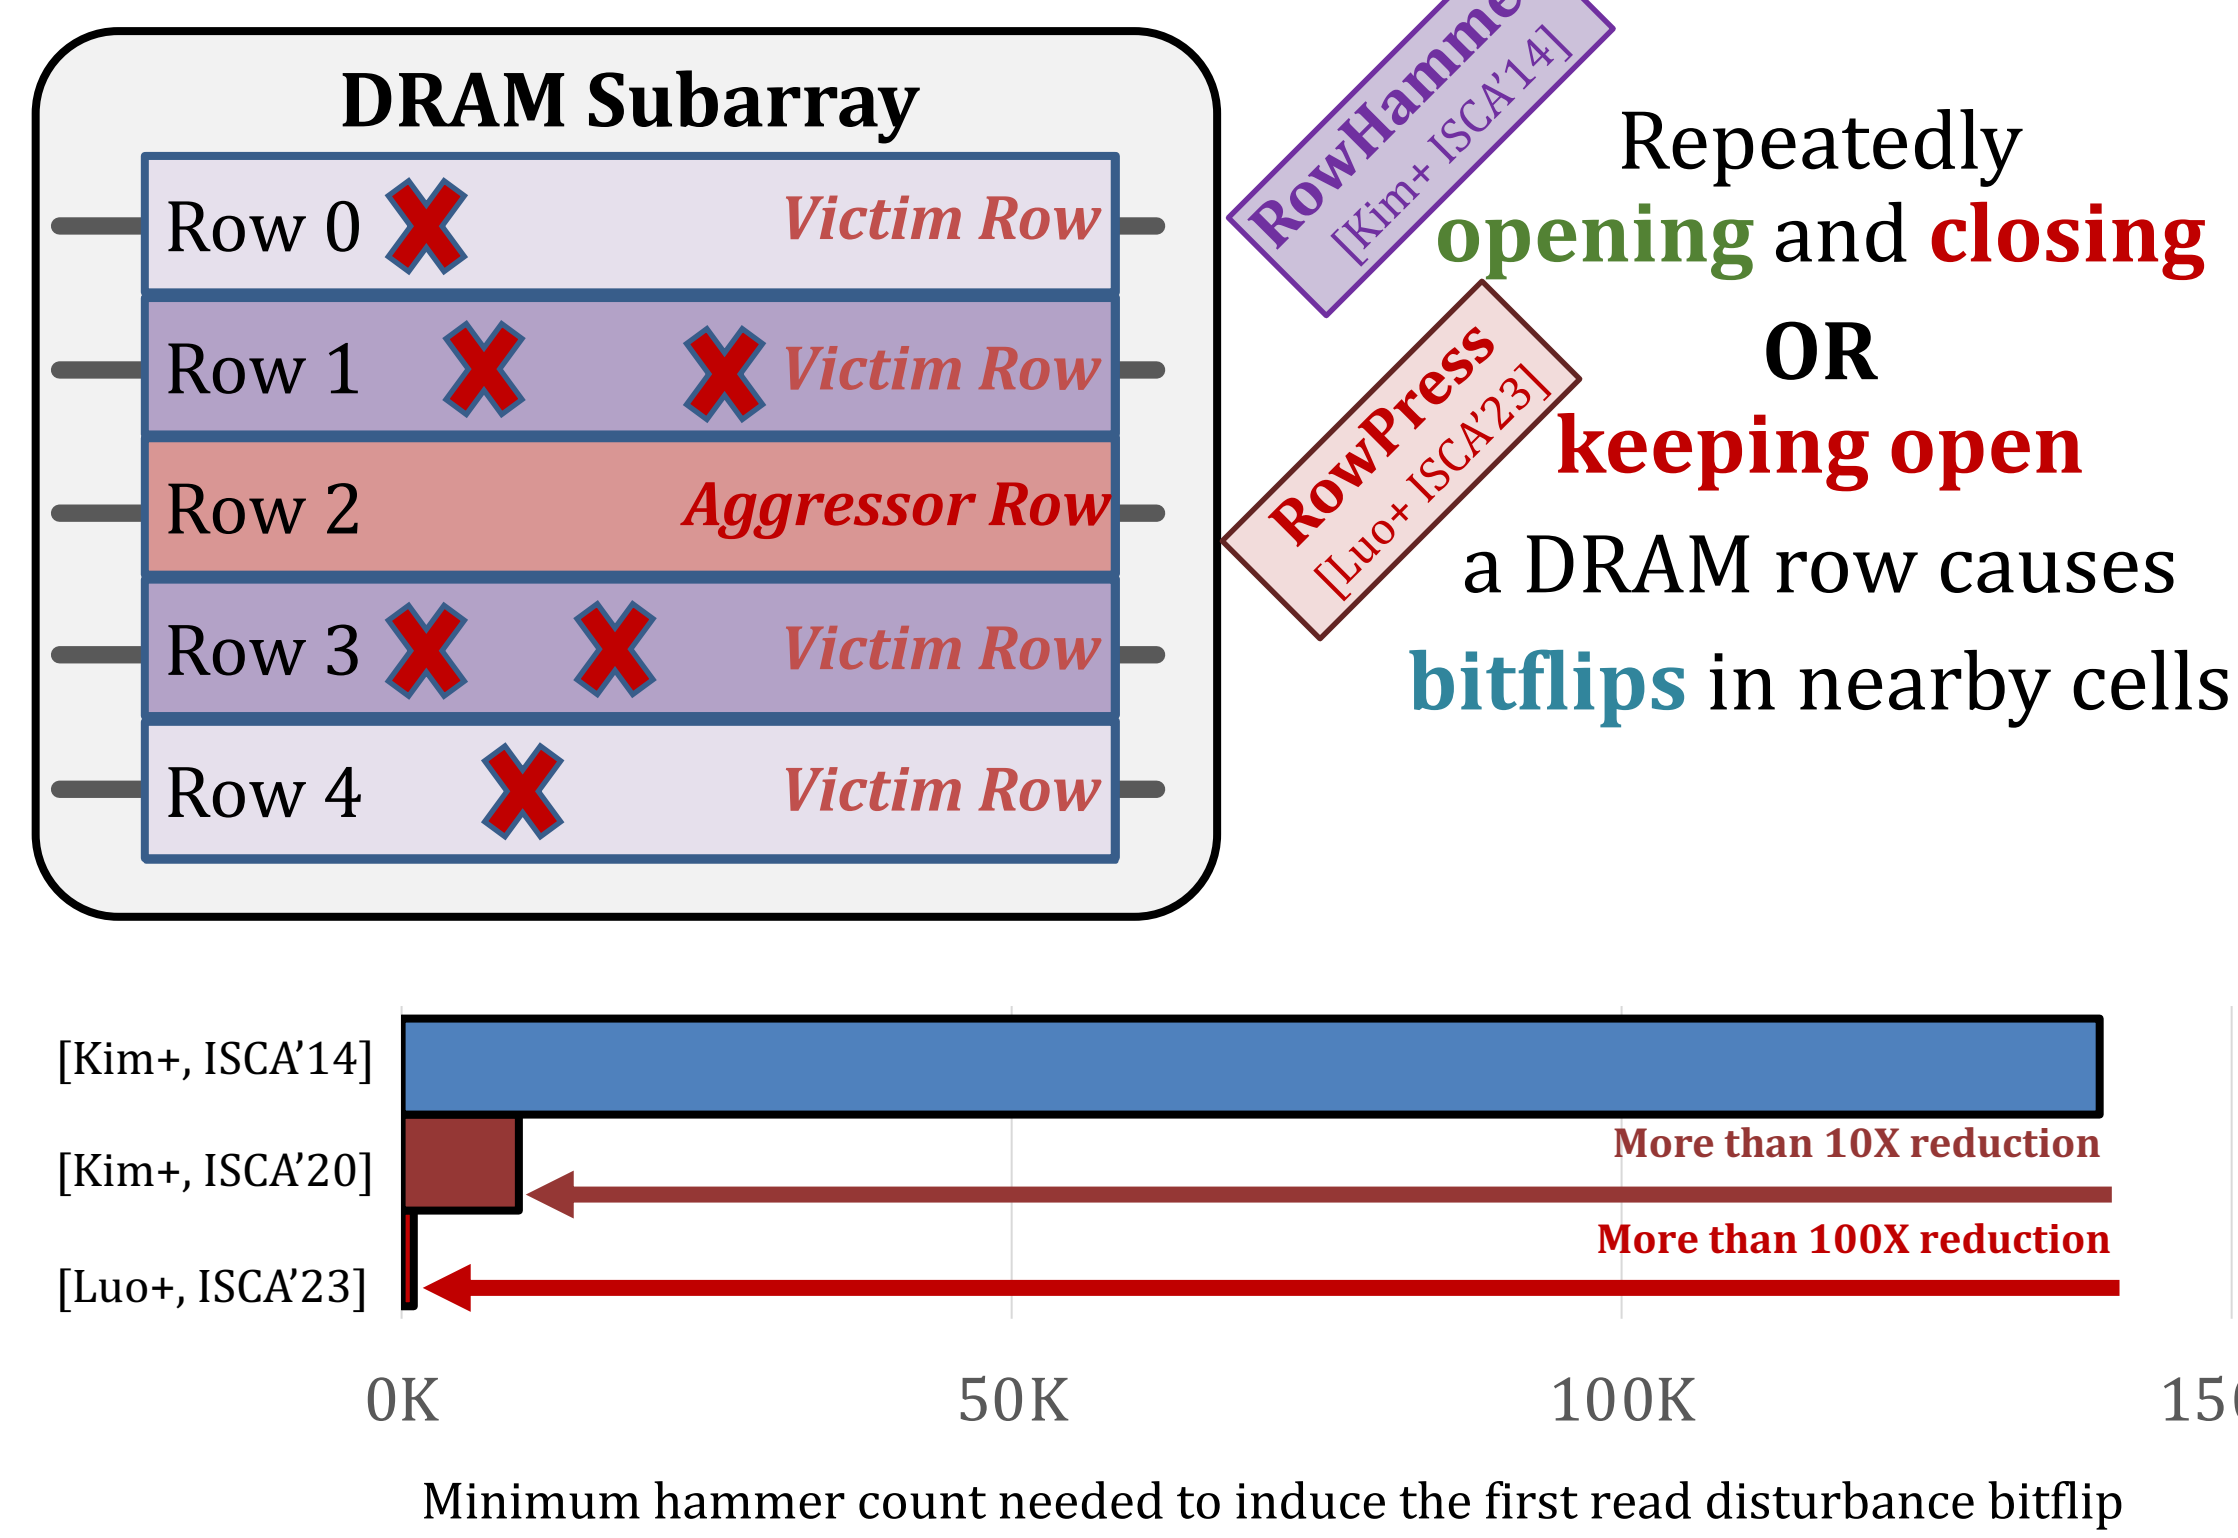 DRAM Subarray
Row 0 Victim Row
Row 1 Victim Row
Row 2 Aggressor Row
Row 3 Victim Row
Row 4 Victim Row
RowHamme
[Kim+ ISCA’14]
RowPress
[Luo+ ISCA’23]
Repeatedly
opening and closing
OR
keeping open
a DRAM row causes
bitflips in nearby cells
[Kim+, ISCA’14]
More than 10X reduction
[Kim+, ISCA’20]
More than 100X reduction
[Luo+, ISCA’23]
0K 50K 100K 150
Minimum hammer count needed to induce the first read disturbance bitflip